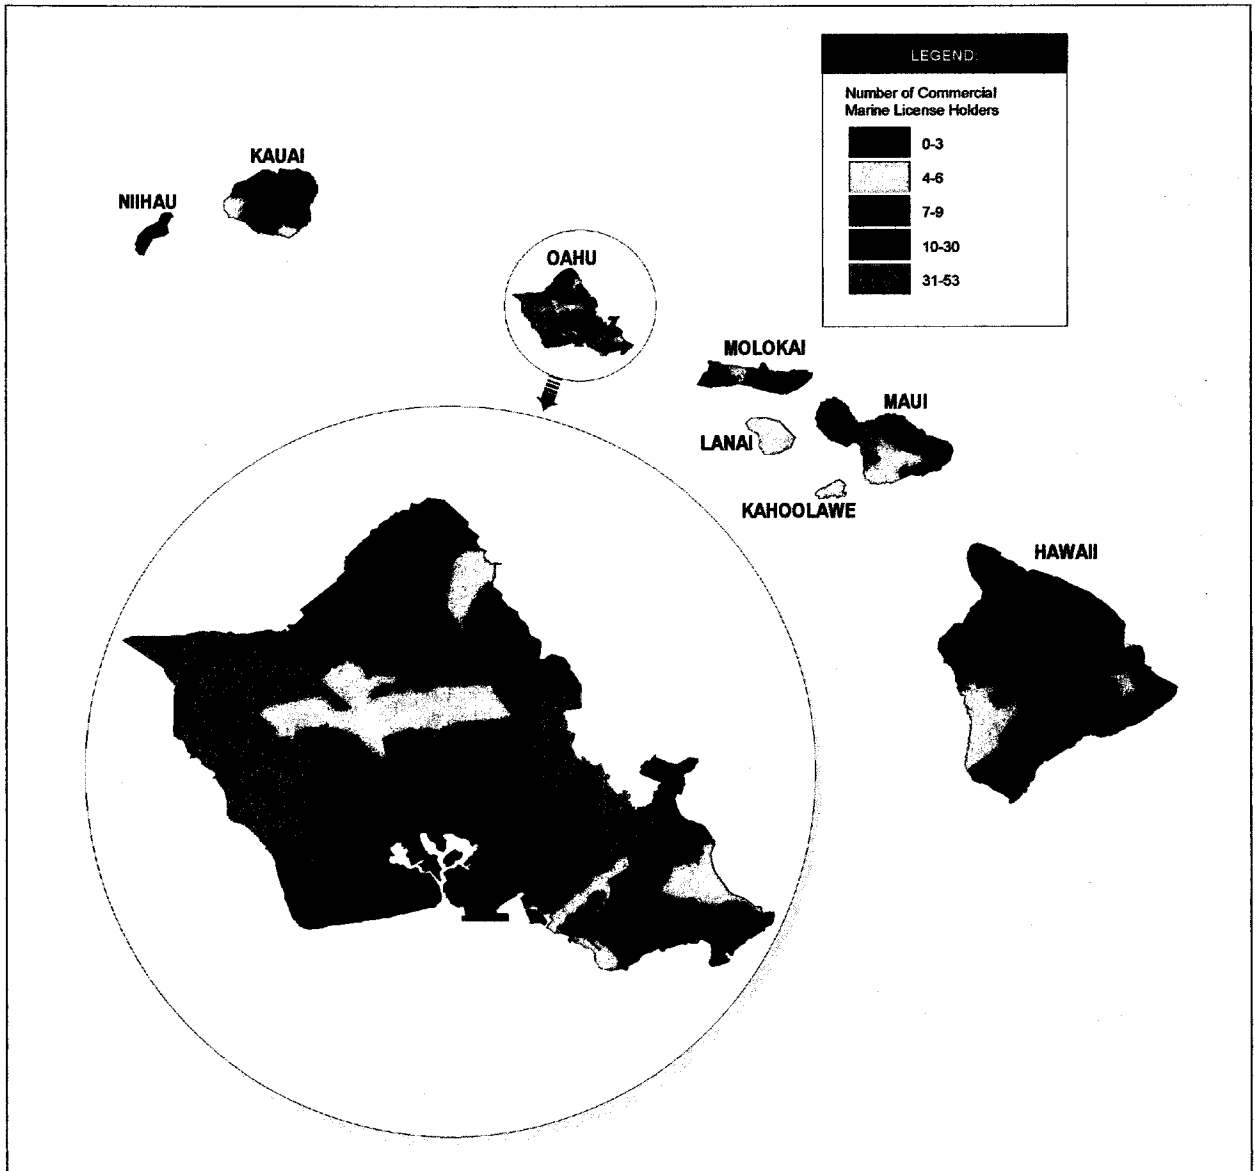 LEGEND:
Number of Commercial
Marine License Holders
0-3
4-6
7-9
10-30
31-53
KAUAI
NIIHAU
OAHU
MOLOKAI
MAUI
LANAI
KAHOOLAWE
HAWAII